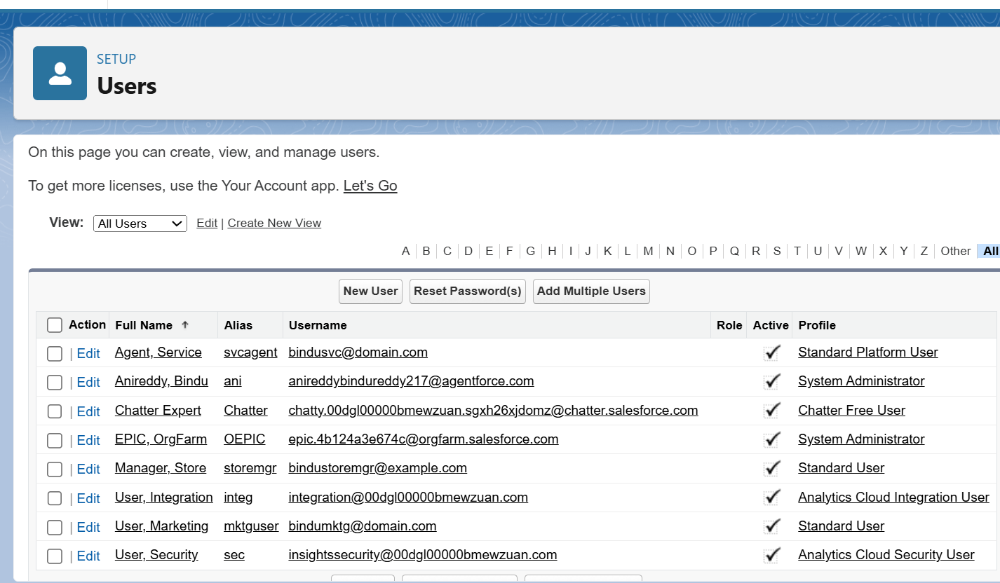 SETUP
Users
On this page you can create, view, and manage users.
To get more licenses, use the Your Account app. Let's Go
View: All Users Edit | Create New View
A B C D E F G H I J K L M N O P Q R S T U V W X Y Z Other All
New User Reset Password(s) Add Multiple Users
Action Full Name ↑ Alias Username Role Active Profile
| Edit Agent, Service svcagent bindusvc@domain.com Standard Platform User
| Edit Anireddy, Bindu ani anireddybindureddy217@agentforce.com System Administrator
| Edit Chatter Expert Chatter chatty.00dgl00000bmewzuan.sgxh26xjdomz@chatter.salesforce.com Chatter Free User
| Edit EPIC, OrgFarm OEPIC epic.4b124a3e674c@orgfarm.salesforce.com System Administrator
| Edit Manager, Store storemgr bindustoremgr@example.com Standard User
| Edit User, Integration integ integration@00dgl00000bmewzuan.com Analytics Cloud Integration User
| Edit User, Marketing mktguser bindumktg@domain.com Standard User
| Edit User, Security sec insightssecurity@00dgl00000bmewzuan.com Analytics Cloud Security User